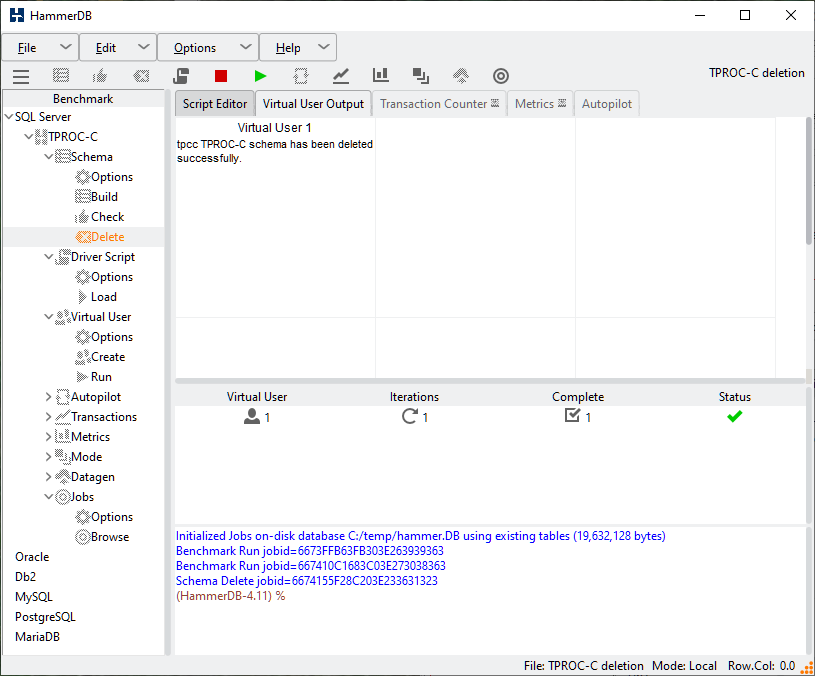 HammerDB
File Edit Options Help
TPROC-C deletion
Benchmark
SQL Server
TPROC-C
Schema
Options
Build
Check
Delete
Driver Script
Options
Load
Virtual User
Options
Create
Run
Autopilot
Transactions
Metrics
Mode
Datagen
Jobs
Options
Browse
Oracle
Db2
MySQL
PostgreSQL
MariaDB
Script Editor Virtual User Output Transaction Counter Metrics Autopilot
Virtual User 1
tpcc TPROC-C schema has been deleted
successfully.
Virtual User Iterations Complete Status
1 1 1
Initialized Jobs on-disk database C:/temp/hammer.DB using existing tables (19,632,128 bytes)
Benchmark Run jobid=6673FFB63FB303E263939363
Benchmark Run jobid=667410C1683C03E273038363
Schema Delete jobid=6674155F28C203E233631323
(HammerDB-4.11) %
File: TPROC-C deletion Mode: Local Row.Col: 0.0